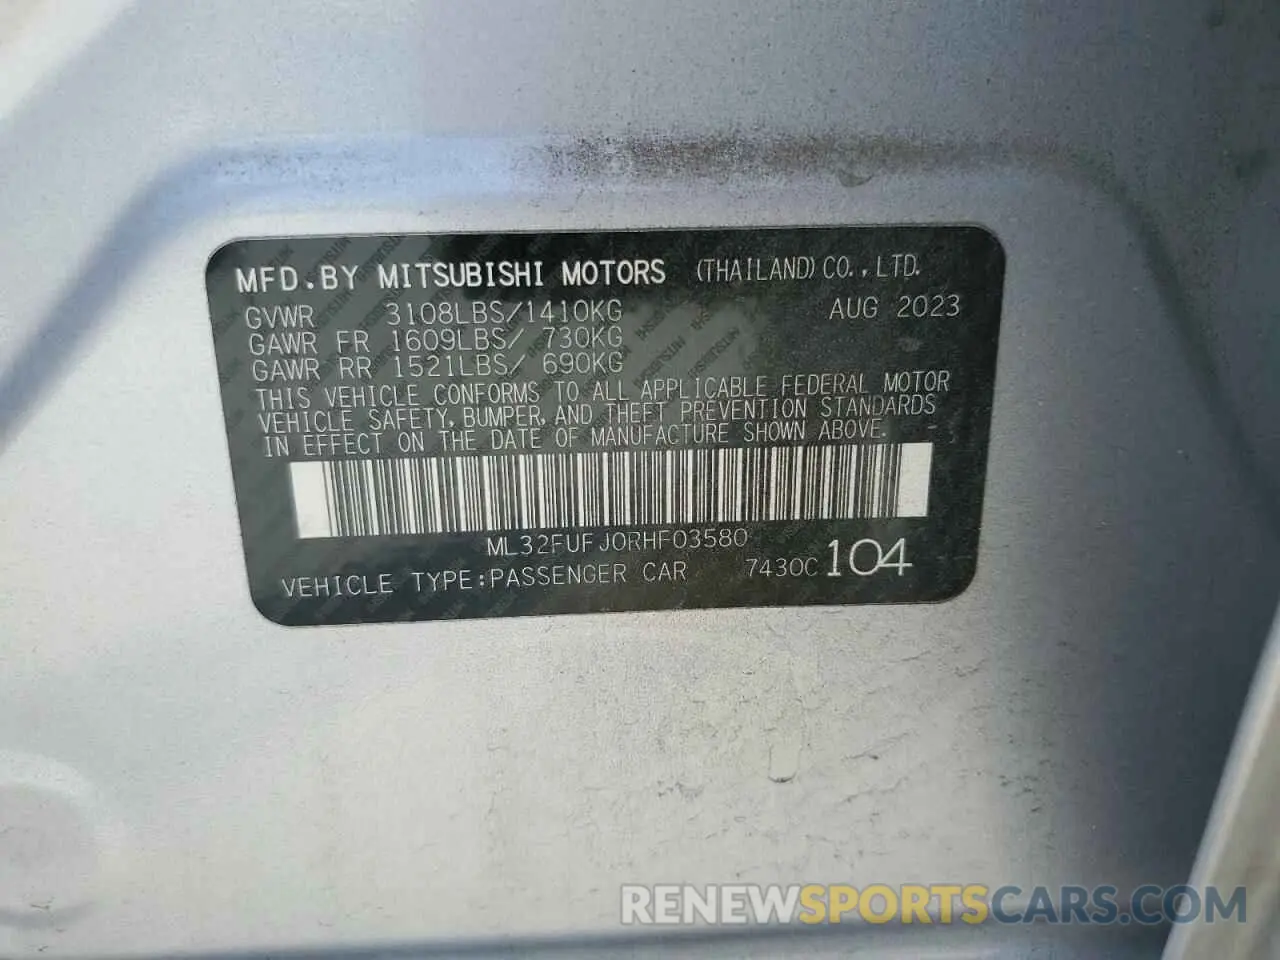 MFD.BY MITSUBISHI MOTORS (THAILAND) CO.,LTD.
GVWR 3108LBS/1410KG AUG 2023
GAWR FR 1609LBS/ 730KG
GAWR RR 1521LBS/ 690KG
THIS VEHICLE CONFORMS TO ALL APPLICABLE FEDERAL MOTOR
VEHICLE SAFETY, BUMPER, AND THEFT PREVENTION STANDARDS
IN EFFECT ON THE DATE OF MANUFACTURE SHOWN ABOVE.
ML32FUFJ0RHF03580
VEHICLE TYPE:PASSENGER CAR 7430C 104
RENEWSPORTSCARS.COM